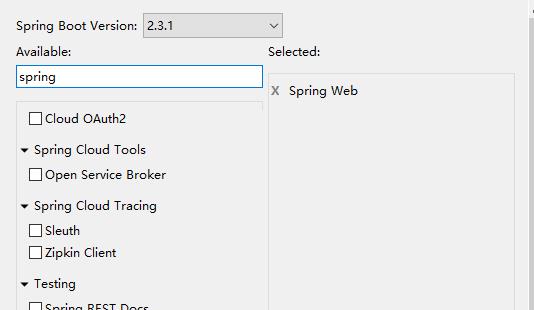 Spring Boot Version: 2.3.1
Available:
Selected:
spring
X Spring Web
Cloud OAuth2
Spring Cloud Tools
Open Service Broker
Spring Cloud Tracing
Sleuth
Zipkin Client
Testing
Spring REST Docs